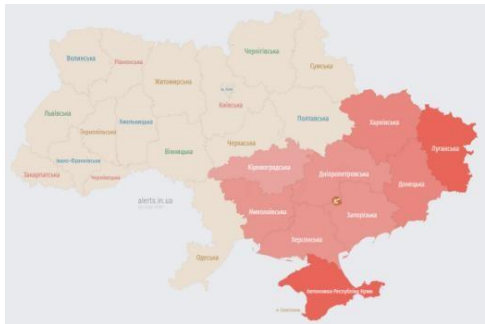 Чернігівська
Волинська
Рівненська
Сумська
Житомирська
м. Київ
Київська
Львівська
Тернопільська
Хмельницька
Полтавська
Харківська
Черкаська
Вінницька
Луганська
Івано-Франківська
Закарпатська
Чернівецька
Кіровоградська
Дніпропетровська
Донецька
alerts.in.ua
Миколаївська
Запорізька
Херсонська
Одеська
Автономна Республіка Крим